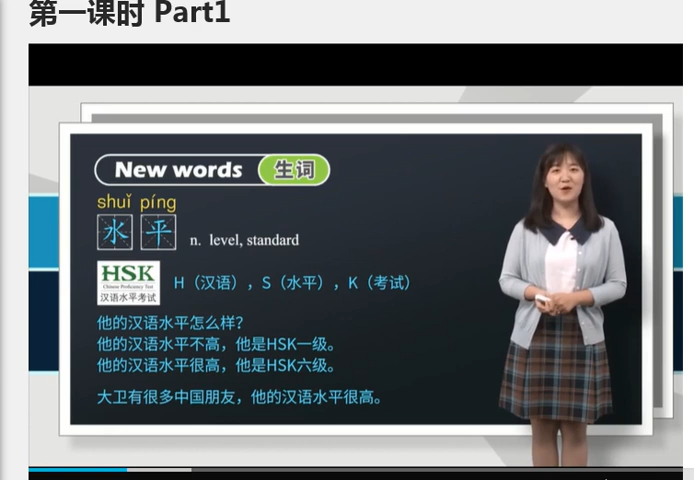 第一课时 Part1
New words 生词
shuǐ píng
水平 n. level, standard
HSK
Chinese Proficiency Test
汉语水平考试
H（汉语），S（水平），K（考试）
他的汉语水平怎么样？
他的汉语水平不高，他是HSK一级。
他的汉语水平很高，他是HSK六级。
大卫有很多中国朋友，他的汉语水平很高。